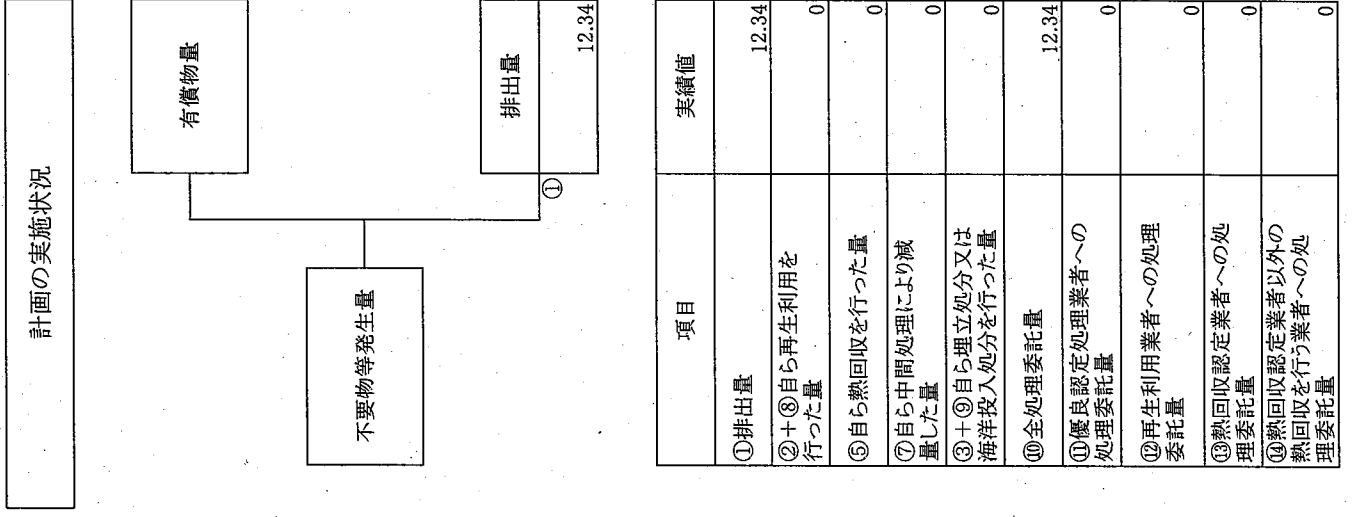 計画の実施状況
有償物量
不要物等発生量
排出量
①
12.34
項目
実績値
①排出量
12.34
②+⑧自ら再生利用を
行った量
0
⑤自ら熱回収を行った量
0
⑦自ら中間処理により減
量した量
0
③+⑨自ら埋立処分又は
海洋投入処分を行った量
0
⑩全処理委託量
12.34
⑪優良認定処理業者への
処理委託量
0
⑫再生利用業者への処理
委託量
0
⑬熱回収認定業者への処
理委託量
0
⑭熱回収認定業者以外の
熱回収を行う業者への処
理委託量
0